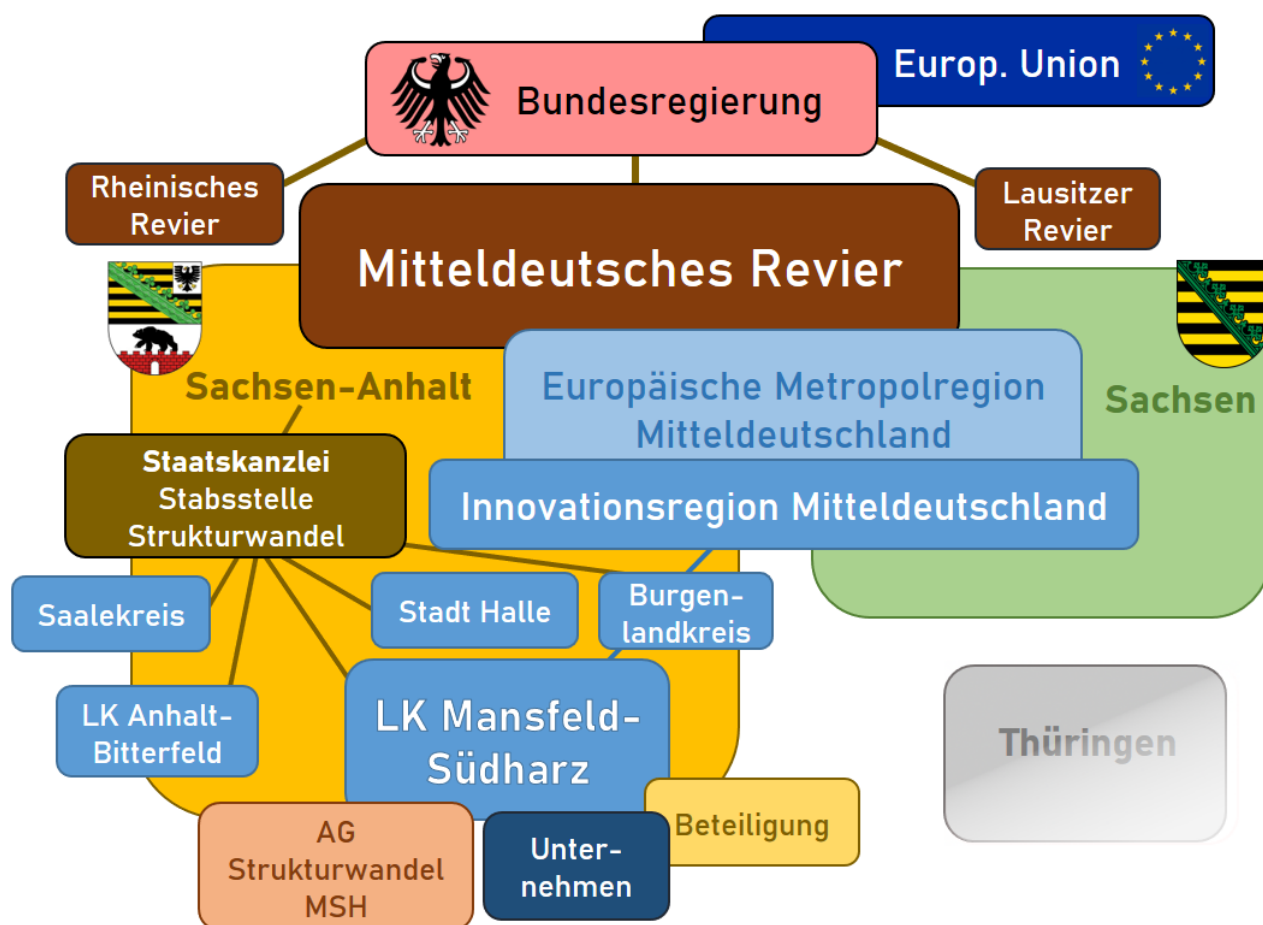 Europ. Union
Bundesregierung
Rheinisches
Revier
Lausitzer
Revier
Mitteldeutsches Revier
Sachsen-Anhalt
Europäische Metropolregion
Mitteldeutschland
Sachsen
Staatskanzlei
Stabsstelle
Strukturwandel
Innovationsregion Mitteldeutschland
Saalekreis
Stadt Halle
Burgen-
landkreis
LK Anhalt-
Bitterfeld
LK Mansfeld-
Südharz
Thüringen
AG
Strukturwandel
MSH
Unter-
nehmen
Beteiligung